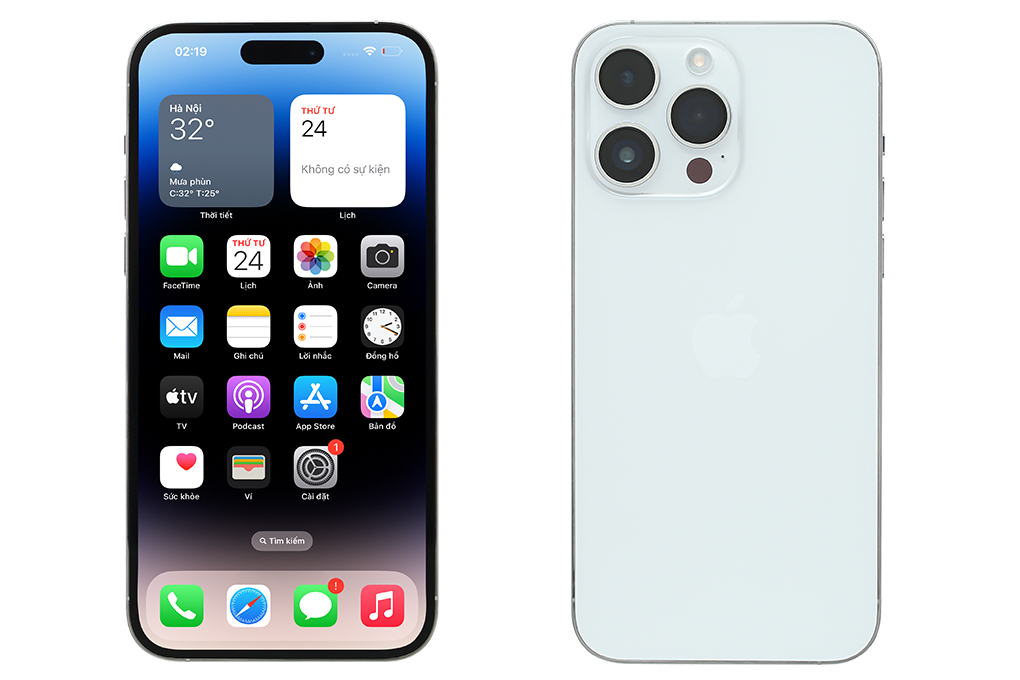 02:19
Hà Nội
32°
Mưa phùn
C:32° T:25°
Thời tiết
THỨ TƯ
24
Không có sự kiện
Lịch
FaceTime
THỨ TƯ
24
Lịch
Ảnh
Camera
Mail
Ghi chú
Lời nhắc
Đồng hồ
tv
TV
Podcast
App Store
Bản đồ
Sức khỏe
Ví
1
Cài đặt
Tìm kiếm
!